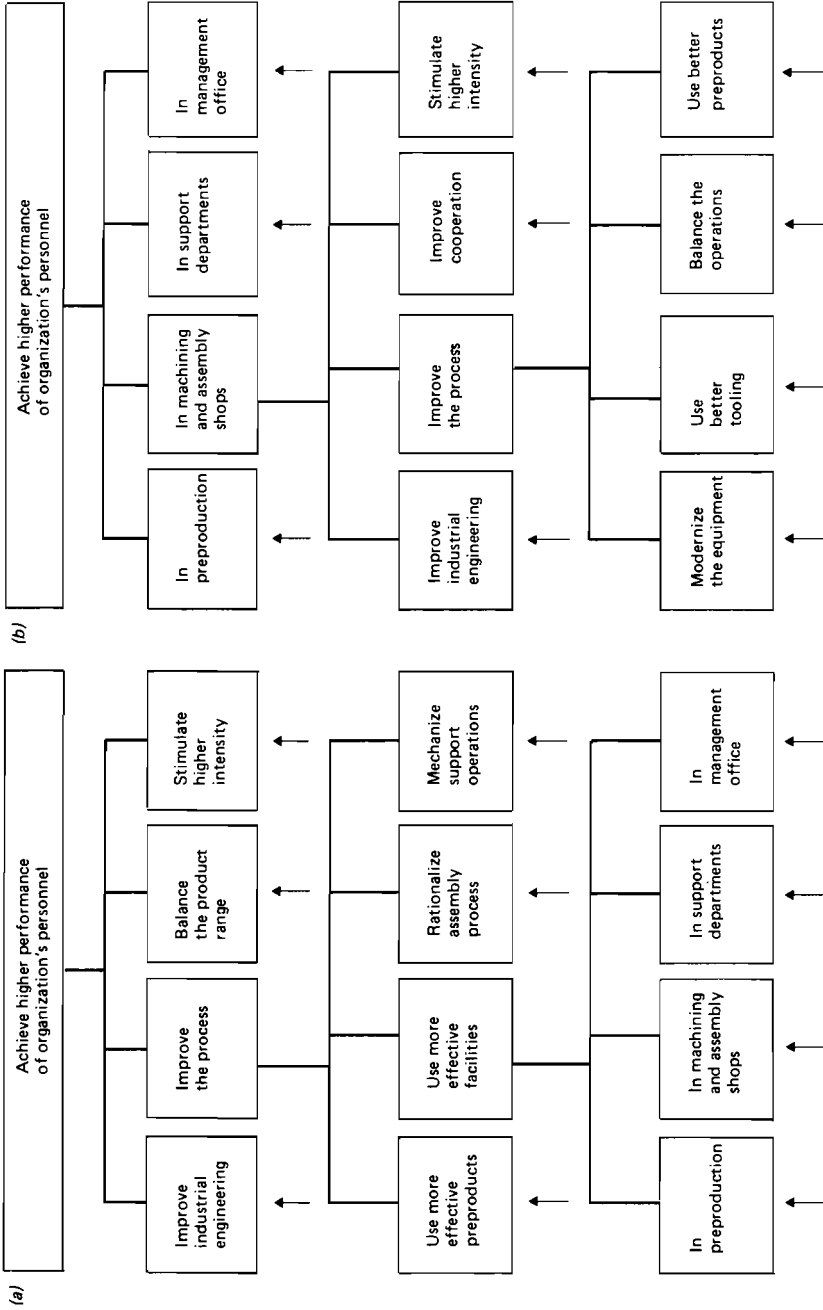 (a)
Achieve higher performance
of organization's personnel
Improve
industrial
engineering
Improve
the process
Balance
the product
range
Stimulate
higher
intensity
Use more
effective
preproducts
Use more
effective
facilities
Rationalize
assembly
process
Mechanize
support
operations
In
preproduction
In machining
and assembly
shops
In support
departments
In
management
office
(b)
Achieve higher performance
of organization's personnel
In
preproduction
In machining
and assembly
shops
In support
departments
In
management
office
Improve
industrial
engineering
Improve
the process
Improve
cooperation
Stimulate
higher
intensity
Modernize
the equipment
Use
better
tooling
Balance the
operations
Use better
preproducts